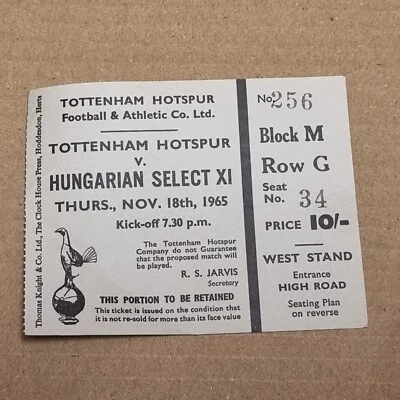 Thomas Knight & Co. Ltd., The Clock House Press, Hoddesdon, Herts
TOTTENHAM HOTSPUR
Football & Athletic Co. Ltd.
TOTTENHAM HOTSPUR
V.
HUNGARIAN SELECT XI
THURS., NOV. 18th, 1965
Kick-off 7.30 p.m.
The Tottenham Hotspur
Company do not Guarantee
that the proposed match will
be played.
R. S. JARVIS
Secretary
THIS PORTION TO BE RETAINED
This ticket is issued on the condition that
it is not re-sold for more than its face value
No. 256
Block M
Row G
Seat
No. 34
PRICE 10/-
WEST STAND
Entrance
HIGH ROAD
Seating Plan
on reverse